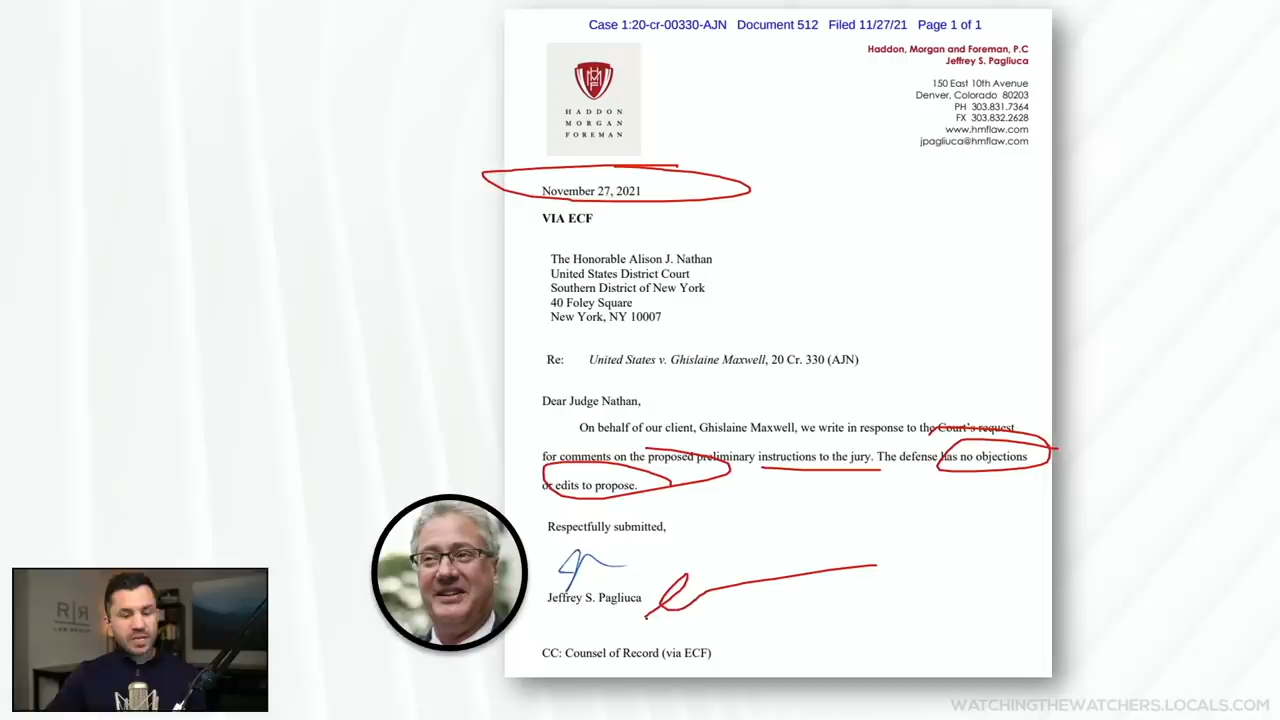 Case 1:20-cr-00330-AJN Document 512 Filed 11/27/21 Page 1 of 1
Haddon, Morgan and Foreman, P.C
Jeffrey S. Pagliuca
HMF
HADDON
MORGAN
FOREMAN
150 East 10th Avenue
Denver, Colorado 80203
PH 303.831.7364
FX 303.832.2628
www.hmflaw.com
jpagliuca@hmflaw.com
November 27, 2021
VIA ECF
The Honorable Alison J. Nathan
United States District Court
Southern District of New York
40 Foley Square
New York, NY 10007
Re: United States v. Ghislaine Maxwell, 20 Cr. 330 (AJN)
Dear Judge Nathan,
On behalf of our client, Ghislaine Maxwell, we write in response to the Court's request
for comments on the proposed preliminary instructions to the jury. The defense has no objections
or edits to propose.
Respectfully submitted,
Jeffrey S. Pagliuca
CC: Counsel of Record (via ECF)
R|R
LAW GROUP
WATCHINGTHEWATCHERS.LOCALS.COM